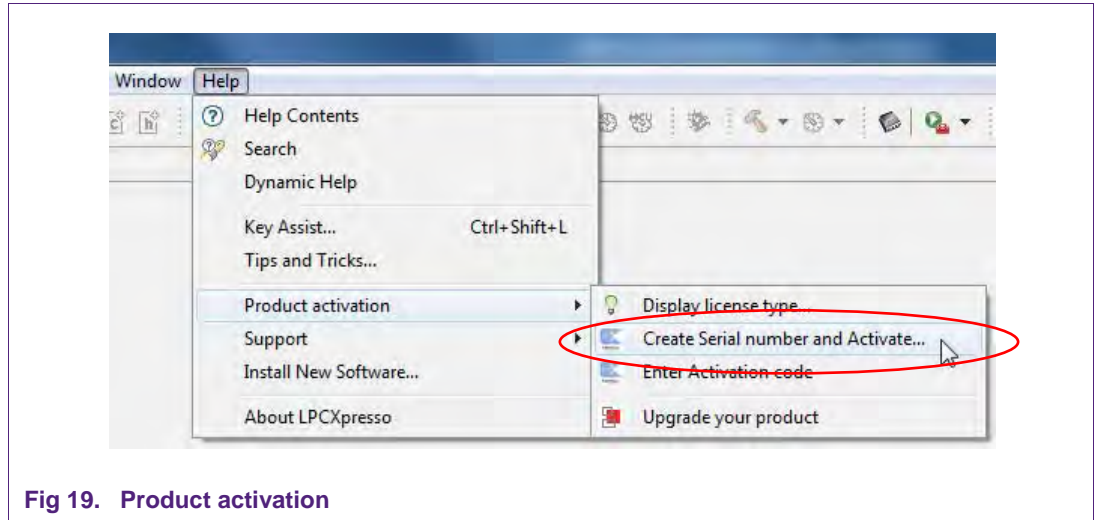 Window Help
Help Contents
Search
Dynamic Help
Key Assist... Ctrl+Shift+L
Tips and Tricks...
Product activation
Display license type...
Support
Create Serial number and Activate...
Install New Software...
Enter Activation code
About LPCXpresso
Upgrade your product
Fig 19. Product activation